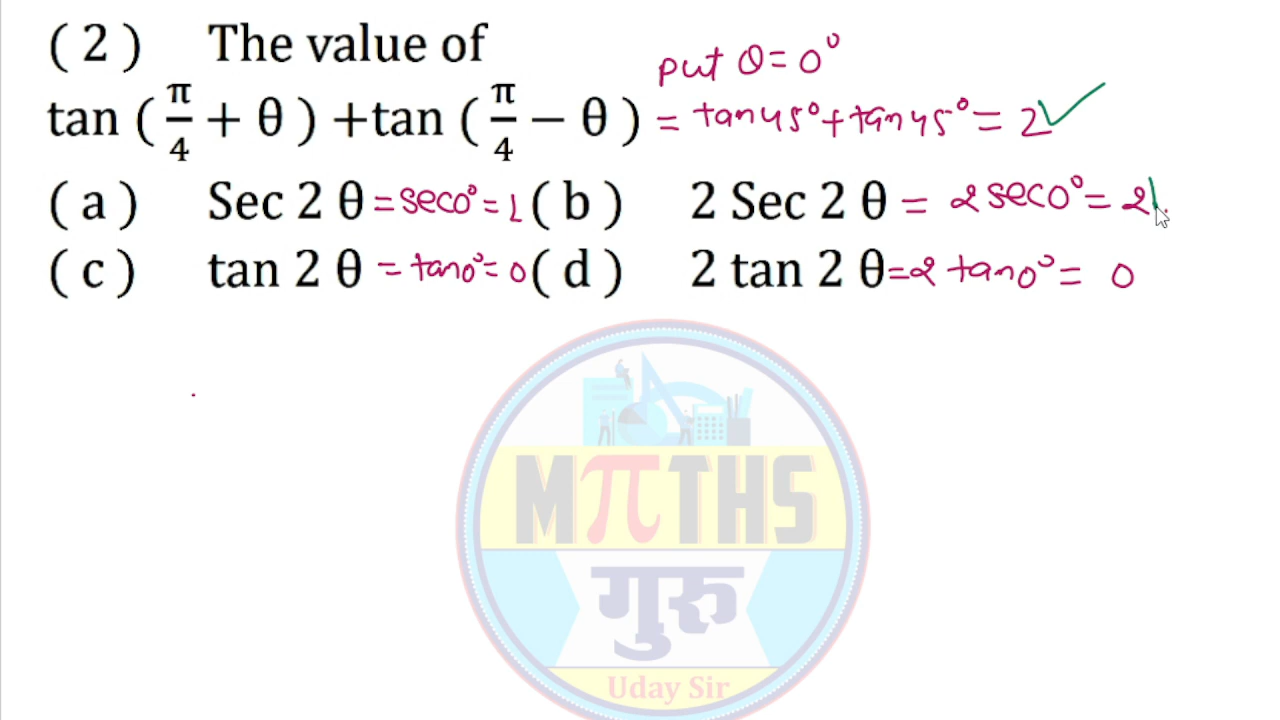 ( 2 ) The value of put θ = 0°
tan ( π/4 + θ ) +tan ( π/4 − θ ) = tan45° + tan45° = 2 ✓
( a ) Sec 2 θ = sec0° = 1 ( b ) 2 Sec 2 θ = 2 sec0° = 2
( c ) tan 2 θ = tan0° = 0 ( d ) 2 tan 2 θ = 2 tan0° = 0
MπTHS
गुरु
Uday Sir